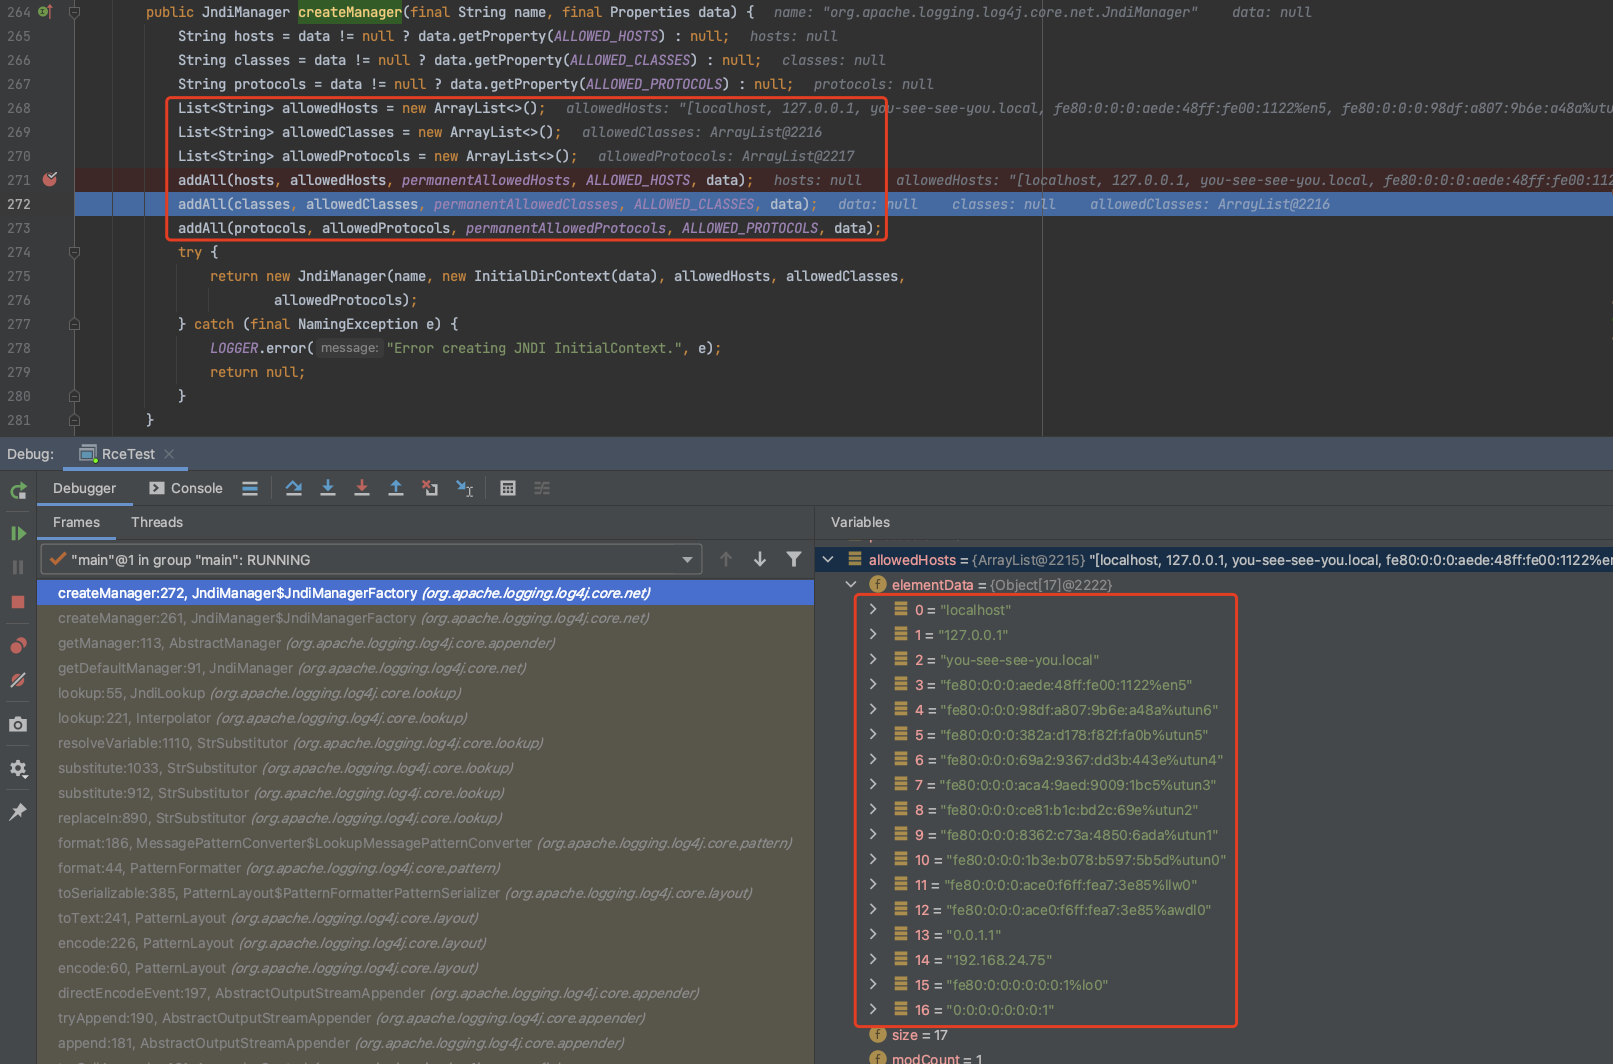 264 public JndiManager createManager(final String name, final Properties data) { name: "org.apache.logging.log4j.core.net.JndiManager" data: null
265 String hosts = data != null ? data.getProperty(ALLOWED_HOSTS) : null; hosts: null
266 String classes = data != null ? data.getProperty(ALLOWED_CLASSES) : null; classes: null
267 String protocols = data != null ? data.getProperty(ALLOWED_PROTOCOLS) : null; protocols: null
268 List<String> allowedHosts = new ArrayList<>(); allowedHosts: "[localhost, 127.0.0.1, you-see-see-you.local, fe80:0:0:0:aede:48ff:fe00:1122%en5, fe80:0:0:0:98df:a807:9b6e:a48a%utu
269 List<String> allowedClasses = new ArrayList<>(); allowedClasses: ArrayList@2216
270 List<String> allowedProtocols = new ArrayList<>(); allowedProtocols: ArrayList@2217
271 addAll(hosts, allowedHosts, permanentAllowedHosts, ALLOWED_HOSTS, data); hosts: null allowedHosts: "[localhost, 127.0.0.1, you-see-see-you.local, fe80:0:0:0:aede:48ff:fe00:112
272 addAll(classes, allowedClasses, permanentAllowedClasses, ALLOWED_CLASSES, data); data: null classes: null allowedClasses: ArrayList@2216
273 addAll(protocols, allowedProtocols, permanentAllowedProtocols, ALLOWED_PROTOCOLS, data);
274 try {
275 return new JndiManager(name, new InitialDirContext(data), allowedHosts, allowedClasses,
276 allowedProtocols);
277 } catch (final NamingException e) {
278 LOGGER.error( message: "Error creating JNDI InitialContext.", e);
279 return null;
280 }
281 }
Debug: RceTest
Debugger Console
Frames Threads
"main"@1 in group "main": RUNNING
createManager:272, JndiManager$JndiManagerFactory (org.apache.logging.log4j.core.net)
createManager:261, JndiManager$JndiManagerFactory (org.apache.logging.log4j.core.net)
getManager:113, AbstractManager (org.apache.logging.log4j.core.appender)
getDefaultManager:91, JndiManager (org.apache.logging.log4j.core.net)
lookup:55, JndiLookup (org.apache.logging.log4j.core.lookup)
lookup:221, Interpolator (org.apache.logging.log4j.core.lookup)
resolveVariable:1110, StrSubstitutor (org.apache.logging.log4j.core.lookup)
substitute:1033, StrSubstitutor (org.apache.logging.log4j.core.lookup)
substitute:912, StrSubstitutor (org.apache.logging.log4j.core.lookup)
replaceIn:890, StrSubstitutor (org.apache.logging.log4j.core.lookup)
format:186, MessagePatternConverter$LookupMessagePatternConverter (org.apache.logging.log4j.core.pattern)
format:44, PatternFormatter (org.apache.logging.log4j.core.pattern)
toSerializable:385, PatternLayout$PatternFormatterPatternSerializer (org.apache.logging.log4j.core.layout)
toText:241, PatternLayout (org.apache.logging.log4j.core.layout)
encode:226, PatternLayout (org.apache.logging.log4j.core.layout)
encode:60, PatternLayout (org.apache.logging.log4j.core.layout)
directEncodeEvent:197, AbstractOutputStreamAppender (org.apache.logging.log4j.core.appender)
tryAppend:190, AbstractOutputStreamAppender (org.apache.logging.log4j.core.appender)
append:181, AbstractOutputStreamAppender (org.apache.logging.log4j.core.appender)
Variables
allowedHosts = {ArrayList@2215} "[localhost, 127.0.0.1, you-see-see-you.local, fe80:0:0:0:aede:48ff:fe00:1122%en
elementData = {Object[17]@2222}
0 = "localhost"
1 = "127.0.0.1"
2 = "you-see-see-you.local"
3 = "fe80:0:0:0:aede:48ff:fe00:1122%en5"
4 = "fe80:0:0:0:98df:a807:9b6e:a48a%utun6"
5 = "fe80:0:0:0:382a:d178:f82f:fa0b%utun5"
6 = "fe80:0:0:0:69a2:9367:dd3b:443e%utun4"
7 = "fe80:0:0:0:aca4:9aed:9009:1bc5%utun3"
8 = "fe80:0:0:0:ce81:b1c:bd2c:69e%utun2"
9 = "fe80:0:0:0:8362:c73a:4850:6ada%utun1"
10 = "fe80:0:0:0:1b3e:b078:b597:5b5d%utun0"
11 = "fe80:0:0:0:ace0:f6ff:fea7:3e85%llw0"
12 = "fe80:0:0:0:ace0:f6ff:fea7:3e85%awdl0"
13 = "0.0.1.1"
14 = "192.168.24.75"
15 = "fe80:0:0:0:0:0:0:1%lo0"
16 = "0:0:0:0:0:0:0:1"
size = 17
modCount = 1